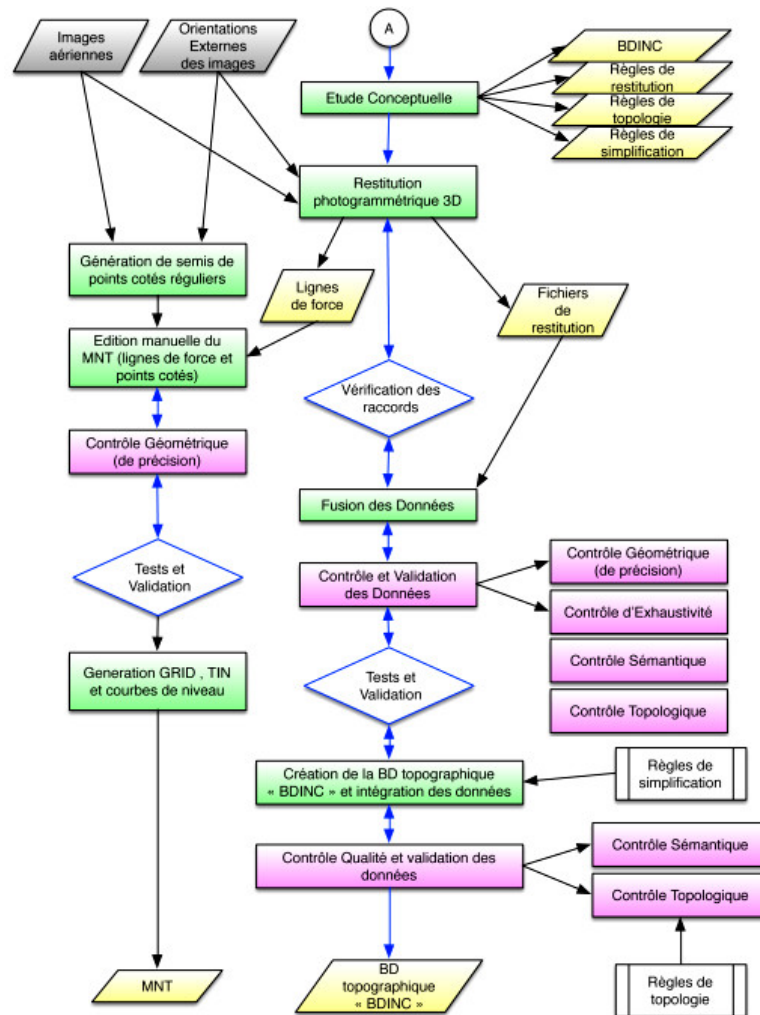 Images
aériennes
Orientations
Externes
des images
A
BDINC
Règles de
restitution
Règles de
topologie
Règles de
simplification
Etude Conceptuelle
Restitution
photogrammétrique 3D
Génération de semis de
points cotés réguliers
Lignes
de force
Fichiers
de
restitution
Edition manuelle du
MNT (lignes de force et
points cotés)
Vérification des
raccords
Contrôle Géométrique
(de précision)
Fusion des Données
Tests et
Validation
Contrôle et Validation
des Données
Contrôle Géométrique
(de précision)
Contrôle d'Exhaustivité
Contrôle Sémantique
Contrôle Topologique
Generation GRID , TIN
et courbes de niveau
Tests et
Validation
Création de la BD topographique
« BDINC » et intégration des données
Règles de
simplification
Contrôle Qualité et validation des
données
Contrôle Sémantique
Contrôle Topologique
MNT
BD
topographique
« BDINC »
Règles de
topologie